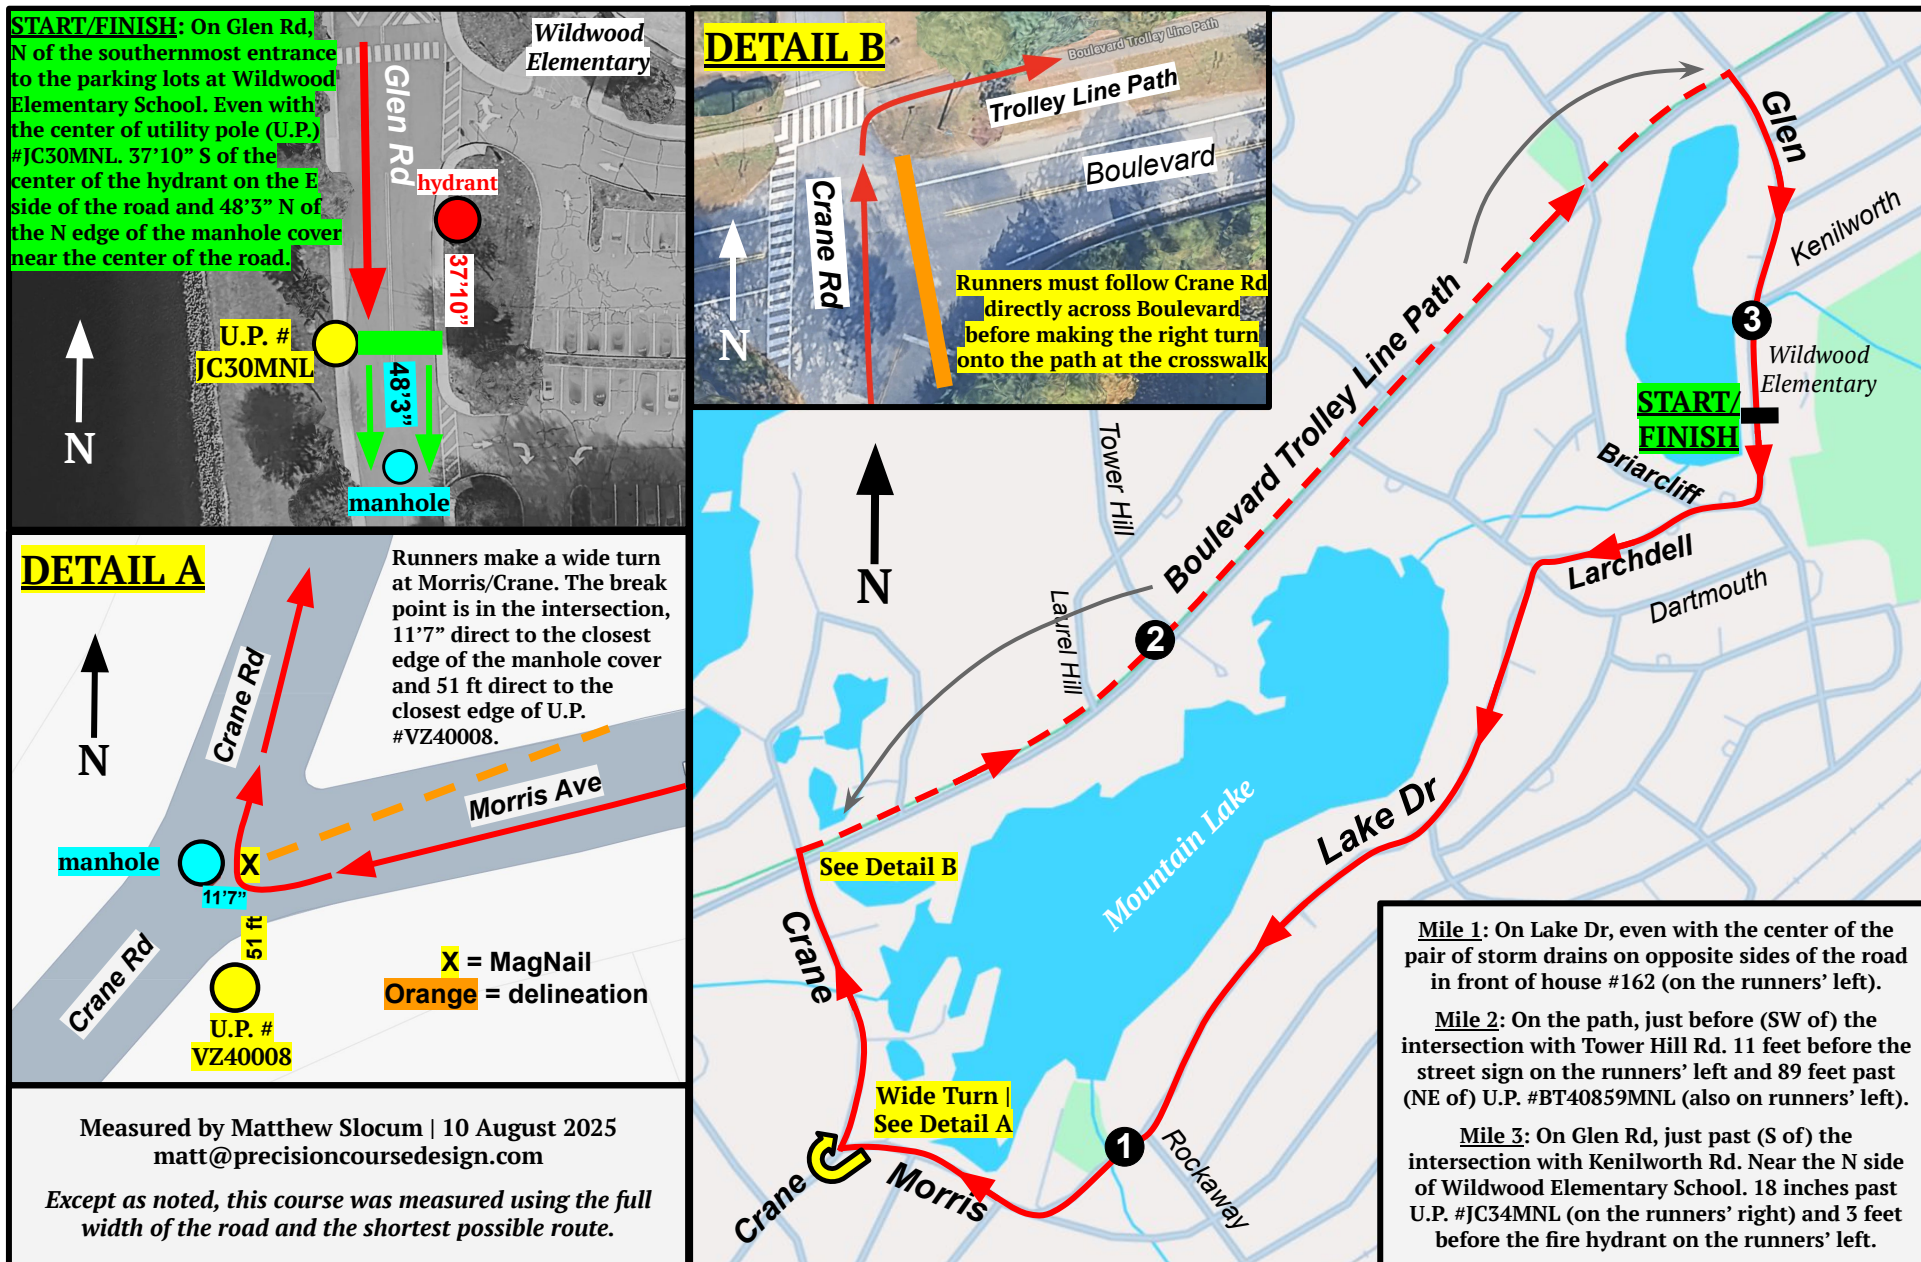 START/FINISH: On Glen Rd,
N of the southernmost entrance
to the parking lots at Wildwood
Elementary School. Even with
the center of utility pole (U.P.)
#JC30MNL. 37'10” S of the
center of the hydrant on the E
side of the road and 48'3” N of
the N edge of the manhole cover
near the center of the road.
Wildwood
Elementary
Glen Rd
hydrant
37'10”
U.P. #
JC30MNL
48'3”
N
manhole
DETAIL A
Runners make a wide turn
at Morris/Crane. The break
point is in the intersection,
11'7” direct to the closest
edge of the manhole cover
and 51 ft direct to the
closest edge of U.P.
#VZ40008.
N
Crane Rd
Morris Ave
manhole
X
11'7”
51 ft
Crane Rd
U.P. #
VZ40008
X = MagNail
Orange = delineation
Measured by Matthew Slocum | 10 August 2025
matt@precisioncoursedesign.com
Except as noted, this course was measured using the full
width of the road and the shortest possible route.
DETAIL B
Boulevard Trolley Line Path
Trolley Line Path
Boulevard
Crane Rd
N
Runners must follow Crane Rd
directly across Boulevard
before making the right turn
onto the path at the crosswalk
Glen
Kenilworth
3
Wildwood
Elementary
START/
FINISH
Briarcliff
Larchdell
Dartmouth
Boulevard Trolley Line Path
Tower Hill
N
Laurel Hill
2
Lake Dr
Mountain Lake
See Detail B
Crane
Wide Turn |
See Detail A
1
Rockaway
Morris
Crane
Mile 1: On Lake Dr, even with the center of the
pair of storm drains on opposite sides of the road
in front of house #162 (on the runners' left).
Mile 2: On the path, just before (SW of) the
intersection with Tower Hill Rd. 11 feet before the
street sign on the runners' left and 89 feet past
(NE of) U.P. #BT40859MNL (also on runners' left).
Mile 3: On Glen Rd, just past (S of) the
intersection with Kenilworth Rd. Near the N side
of Wildwood Elementary School. 18 inches past
U.P. #JC34MNL (on the runners' right) and 3 feet
before the fire hydrant on the runners' left.